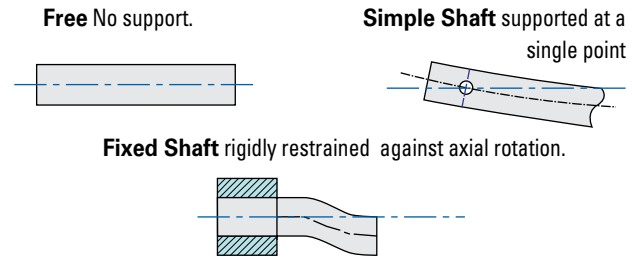 Free No support.
Simple Shaft supported at a
single point
Fixed Shaft rigidly restrained against axial rotation.